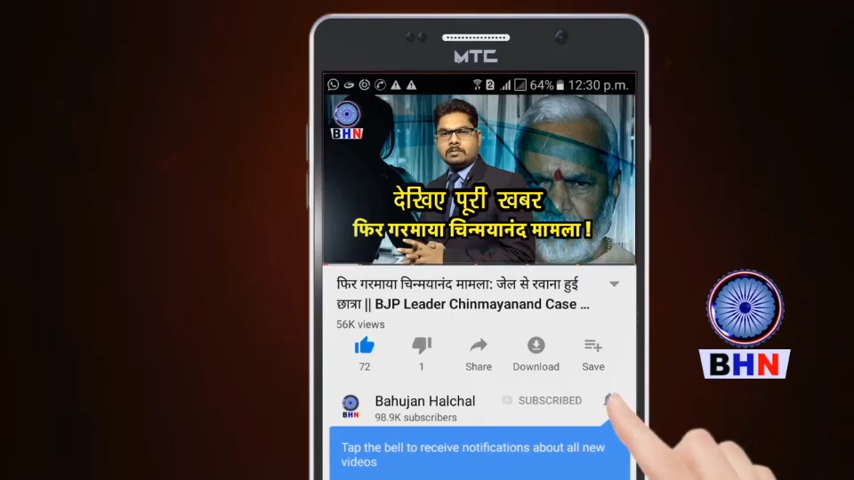 MTC
64% 12:30 p.m.
BHN
देखिए पूरी खबर
फिर गरमाया चिन्मयानंद मामला !
फिर गरमाया चिन्मयानंद मामला: जेल से रवाना हुई
छात्रा || BJP Leader Chinmayanand Case ...
56K views
72
1
Share
Download
Save
BHN
Bahujan Halchal
SUBSCRIBED
98.9K subscribers
Tap the bell to receive notifications about all new
videos
BHN